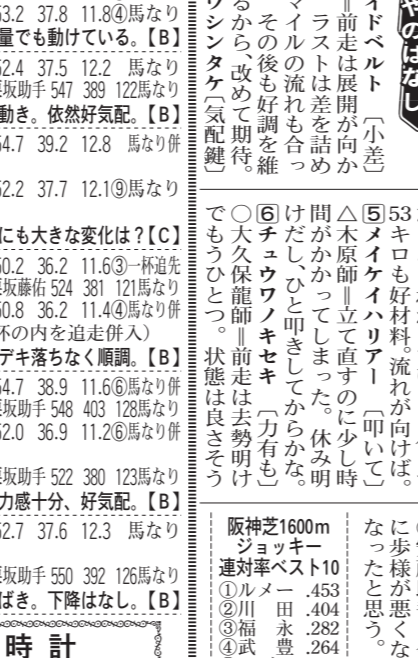 53.2 37.8 11.8④馬なり
量でも動けている。【B】
52.4 37.5 12.2 馬なり
坂助手 547 389 122馬なり
動き。依然好気配。【B】
54.7 39.2 12.8 馬なり併
52.2 37.7 12.1⑨馬なり
にも大きな変化は?【C】
50.2 36.2 11.6③一杯追先
坂藤佑 524 381 121馬なり
50.8 36.2 11.4④馬なり併
杯の内を追走併入)
デキ落ちなく順調。【B】
54.7 38.9 11.6⑥馬なり併
坂助手 548 403 128馬なり
52.0 36.9 11.2⑥馬なり併
坂助手 522 380 123馬なり
力感十分、好気配。【B】
52.7 37.6 12.3 馬なり
坂助手 550 392 126馬なり
ばき。下降はなし。【B】
時計
やのはなし
イドベルト 〔小差〕
‖前走は展開が向か
ラストは差を詰め
マイルの流れも合っ
その後も好調を維
るから、改めて期待。
ウシンタケ〔気配鍵〕
53キロも好材料。流れが向けば。
5メイケイハリアー 〔叩いて〕
△木原師‖立て直すのに少し時
間がかかってしまった。休み明
けだし、ひと叩きしてからかな。
6チュウワノキセキ 〔力有も〕
○大久保龍師‖前走は去勢明け
でもうひとつ。状態は良さそう
に歩様が悪くな
なったと思う。
阪神芝1600m
ジョッキー
連対率ベスト10
①ルメー .453
②川田 .404
③福永 .282
④武豊 .264